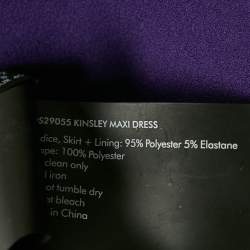 S29055 KINSLEY MAXI DRESS
dice, Skirt + Lining: 95% Polyester 5% Elastane
ape: 100% Polyester
clean only
l iron
ot tumble dry
ot bleach
in China